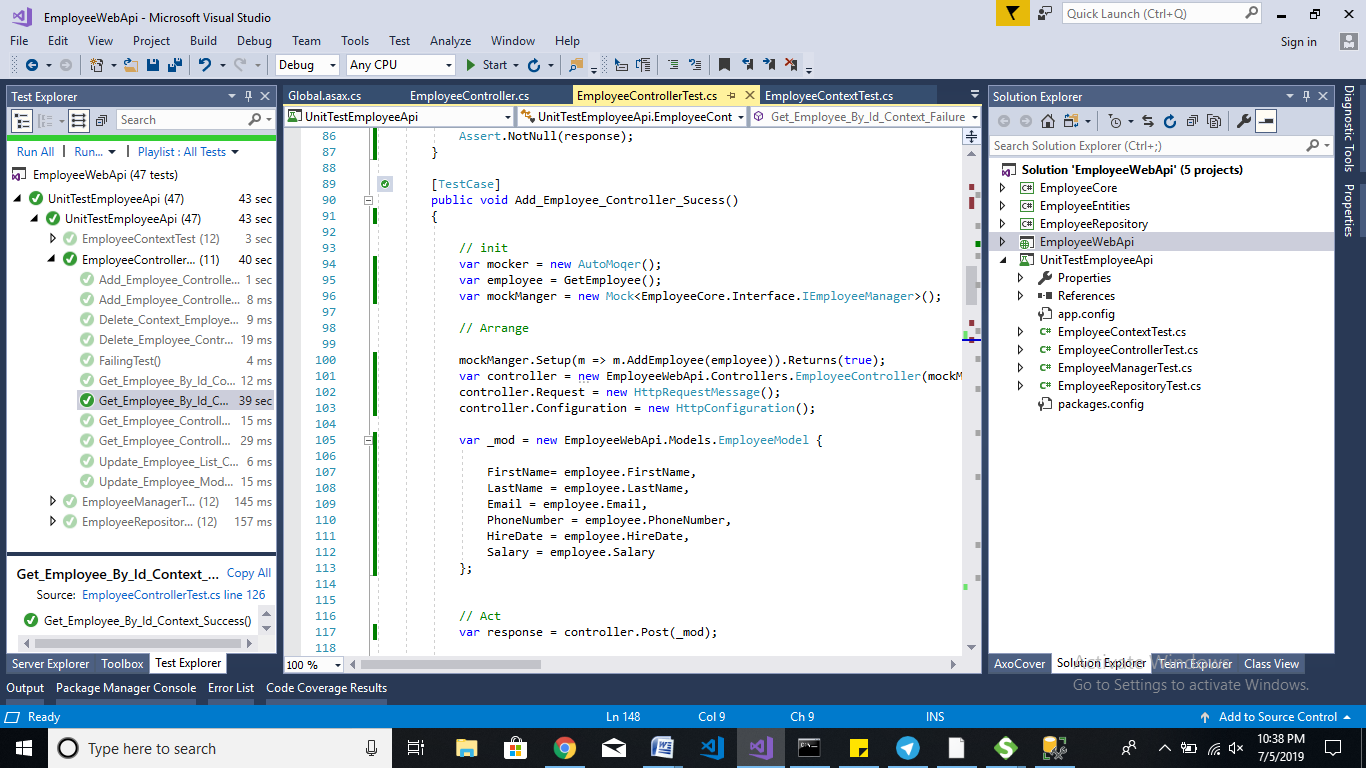 EmployeeWebApi - Microsoft Visual Studio
Quick Launch (Ctrl+Q)
File Edit View Project Build Debug Team Tools Test Analyze Window Help
Sign in
Debug Any CPU Start
Test Explorer
Search
Run All | Run... | Playlist : All Tests
EmployeeWebApi (47 tests)
UnitTestEmployeeApi (47) 43 sec
UnitTestEmployeeApi (47) 43 sec
EmployeeContextTest (12) 3 sec
EmployeeController... (11) 40 sec
Add_Employee_Controlle... 1 sec
Add_Employee_Controlle... 8 ms
Delete_Context_Employe... 9 ms
Delete_Employee_Contr... 19 ms
FailingTest() 4 ms
Get_Employee_By_Id_Co... 12 ms
Get_Employee_By_Id_C... 39 sec
Get_Employee_Controll... 15 ms
Get_Employee_Controll... 29 ms
Update_Employee_List_C... 6 ms
Update_Employee_Mod... 15 ms
EmployeeManagerT... (12) 145 ms
EmployeeRepositor... (12) 157 ms
Get_Employee_By_Id_Context_... Copy All
Source: EmployeeControllerTest.cs line 126
Get_Employee_By_Id_Context_Success()
Server Explorer Toolbox Test Explorer
Global.asax.cs EmployeeController.cs EmployeeControllerTest.cs EmployeeContextTest.cs
UnitTestEmployeeApi UnitTestEmployeeApi.EmployeeCont Get_Employee_By_Id_Context_Failure
86 Assert.NotNull(response);
87 }
88
89 [TestCase]
90 public void Add_Employee_Controller_Sucess()
91 {
92
93 // init
94 var mocker = new AutoMoqer();
95 var employee = GetEmployee();
96 var mockManger = new Mock<EmployeeCore.Interface.IEmployeeManager>();
97
98 // Arrange
99
100 mockManger.Setup(m => m.AddEmployee(employee)).Returns(true);
101 var controller = new EmployeeWebApi.Controllers.EmployeeController(mockM
102 controller.Request = new HttpRequestMessage();
103 controller.Configuration = new HttpConfiguration();
104
105 var _mod = new EmployeeWebApi.Models.EmployeeModel {
106
107 FirstName= employee.FirstName,
108 LastName = employee.LastName,
109 Email = employee.Email,
110 PhoneNumber = employee.PhoneNumber,
111 HireDate = employee.HireDate,
112 Salary = employee.Salary
113 };
114
115
116 // Act
117 var response = controller.Post(_mod);
118
100 %
Solution Explorer
Search Solution Explorer (Ctrl+;)
Solution 'EmployeeWebApi' (5 projects)
EmployeeCore
EmployeeEntities
EmployeeRepository
EmployeeWebApi
UnitTestEmployeeApi
Properties
References
app.config
EmployeeContextTest.cs
EmployeeControllerTest.cs
EmployeeManagerTest.cs
EmployeeRepositoryTest.cs
packages.config
AxoCover Solution Explorer Team Explorer Class View
Diagnostic Tools
Properties
Activate Windows
Go to Settings to activate Windows.
Output Package Manager Console Error List Code Coverage Results
Ready Ln 148 Col 9 Ch 9 INS Add to Source Control
Type here to search
10:38 PM
7/5/2019